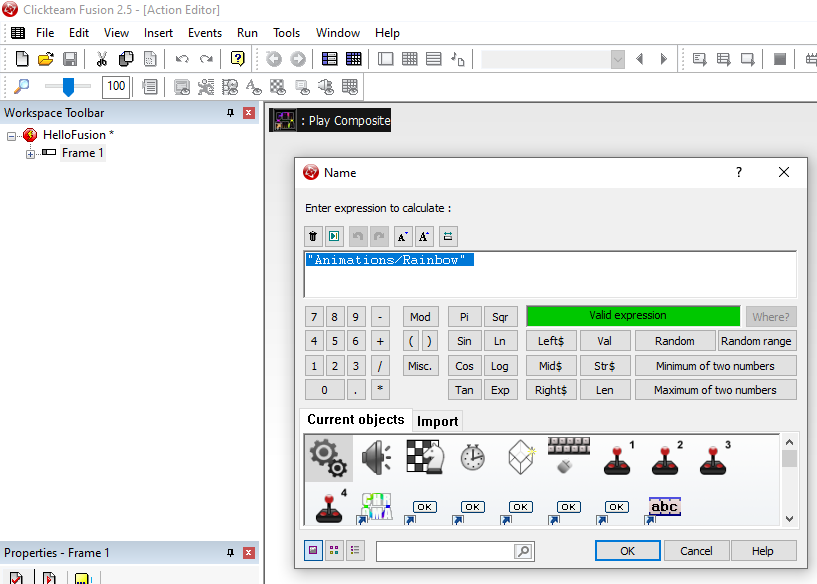 Clickteam Fusion 2.5 - [Action Editor]
File Edit View Insert Events Run Tools Window Help
100
Workspace Toolbar
HelloFusion *
Frame 1
: Play Composite
Name ?
Enter expression to calculate :
A A
"Animations/Rainbow"
7 8 9 - Mod Pi Sqr Valid expression Where?
4 5 6 + ( ) Sin Ln Left$ Val Random Random range
1 2 3 / Misc. Cos Log Mid$ Str$ Minimum of two numbers
0 . * Tan Exp Right$ Len Maximum of two numbers
Current objects Import
1 2 3
4 OK OK OK OK OK abc
OK Cancel Help
Properties - Frame 1